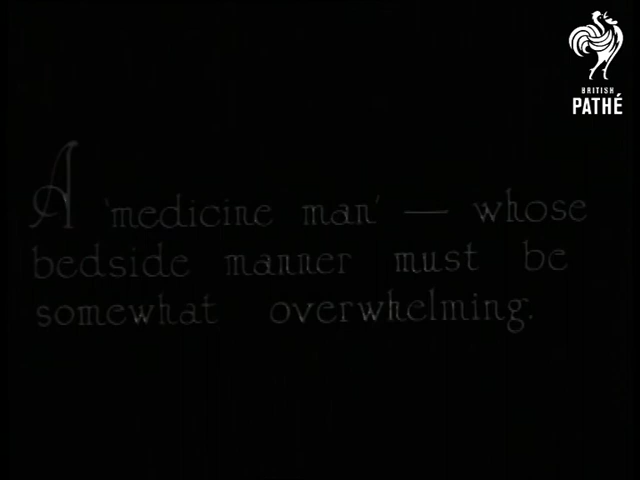 BRITISH
PATHÉ
A 'medicine man' — whose
bedside manner must be
somewhat overwhelming.